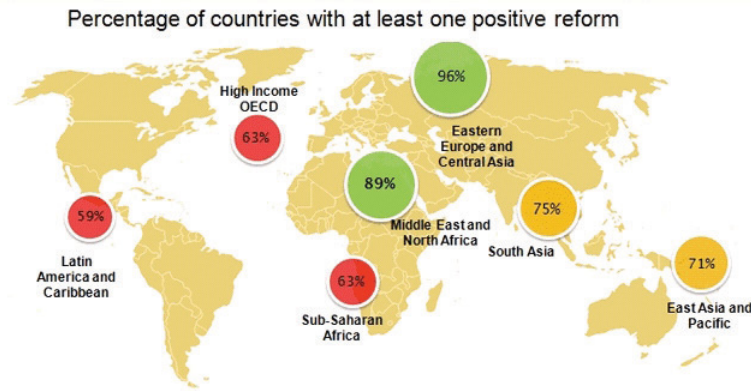 Percentage of countries with at least one positive reform
96%
Eastern
Europe and
Central Asia
High Income
OECD
63%
89%
Middle East and
North Africa
59%
Latin
America and
Caribbean
75%
South Asia
63%
Sub-Saharan
Africa
71%
East Asia and
Pacific